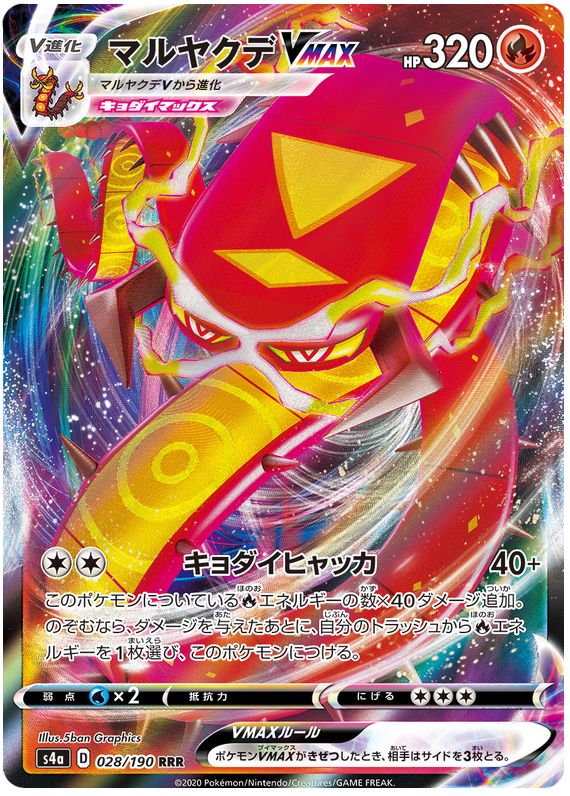 V進化 マルヤクデVMAX HP320
マルヤクデVから進化
キョダイマックス
キョダイヒャッカ 40+
このポケモンについている炎エネルギーの数×40ダメージ追加。
のぞむなら、ダメージを与えたあとに、自分のトラッシュから炎エネ
ルギーを1枚選び、このポケモンにつける。
弱点 ×2 抵抗力 にげる
Illus.5ban Graphics
VMAXルール
s4a D 028/190 RRR
ポケモンVMAXがきぜつしたとき、相手はサイドを3枚とる。
©2020 Pokémon/Nintendo/Creatures/GAME FREAK.